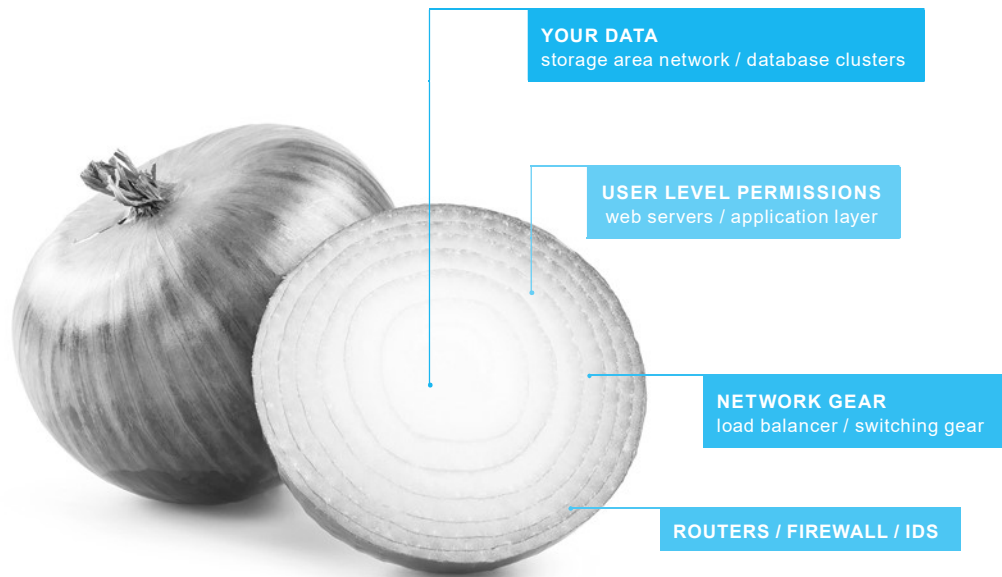 YOUR DATA
storage area network / database clusters
USER LEVEL PERMISSIONS
web servers / application layer
NETWORK GEAR
load balancer / switching gear
ROUTERS / FIREWALL / IDS